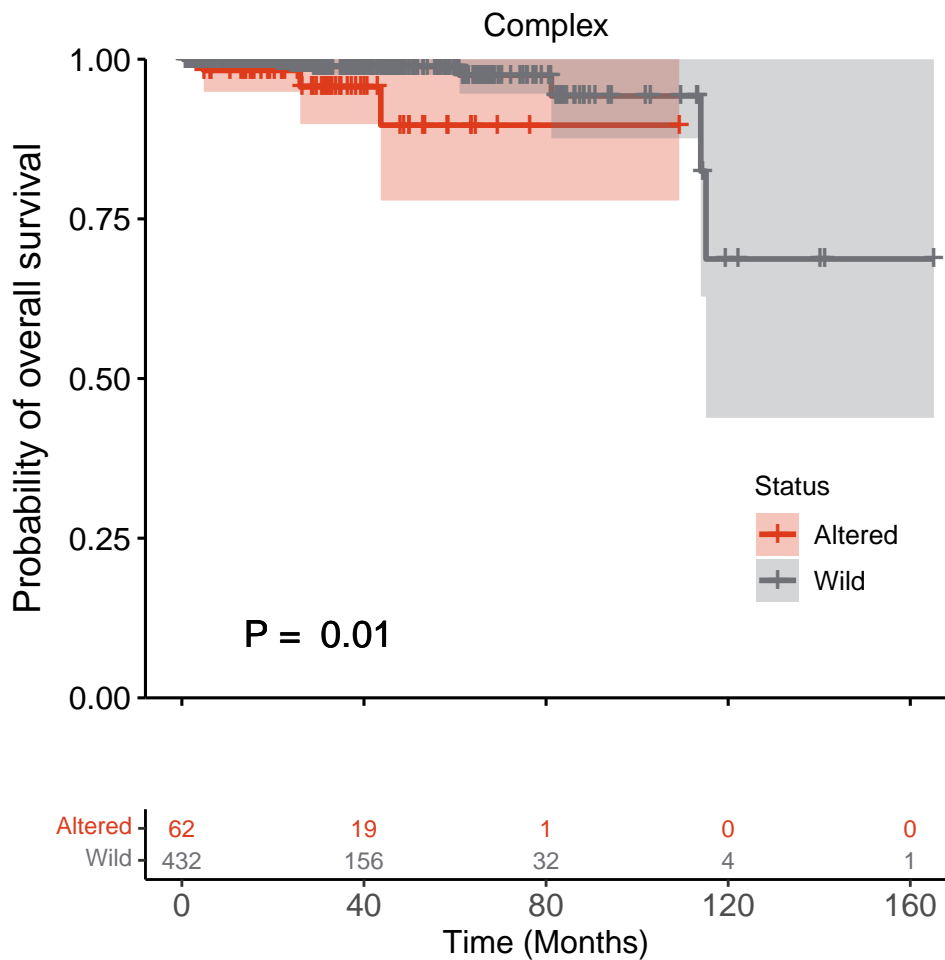 Complex
Probability of overall survival
1.00
0.75
0.50
0.25
0.00
P = 0.01
Status
Altered
Wild
Altered 62 19 1 0 0
Wild 432 156 32 4 1
0 40 80 120 160
Time (Months)